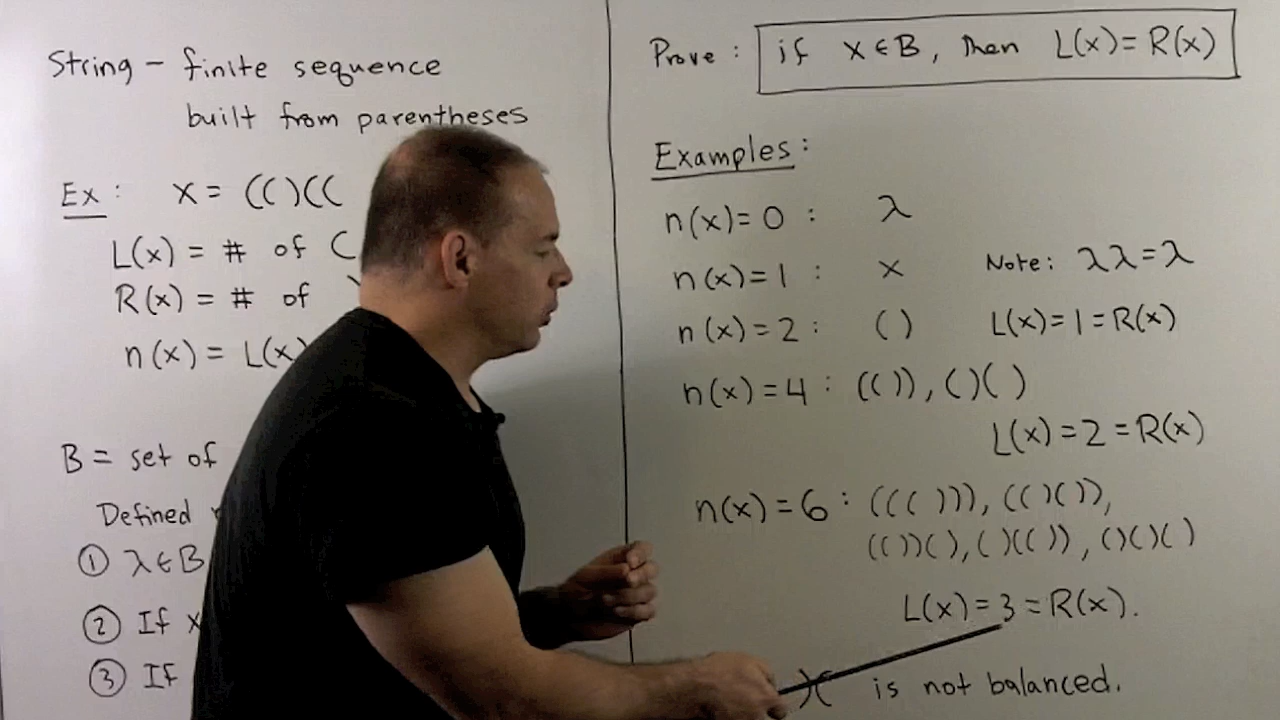 String – finite sequence
built from parentheses
Ex: x = (()((
L(x) = # of (
R(x) = # of
n(x) = L(x)
B = set of
Defined
① λ∈B
② If x
③ If
Prove: if x∈B, then L(x)=R(x)
Examples:
n(x)=0: λ
n(x)=1: × Note: λλ=λ
n(x)=2: () L(x)=1=R(x)
n(x)=4: (()), ()()
L(x)=2=R(x)
n(x)=6: ((())), (()()),
(())(), ()(()), ()()()
L(x)=3=R(x).
)( is not balanced.